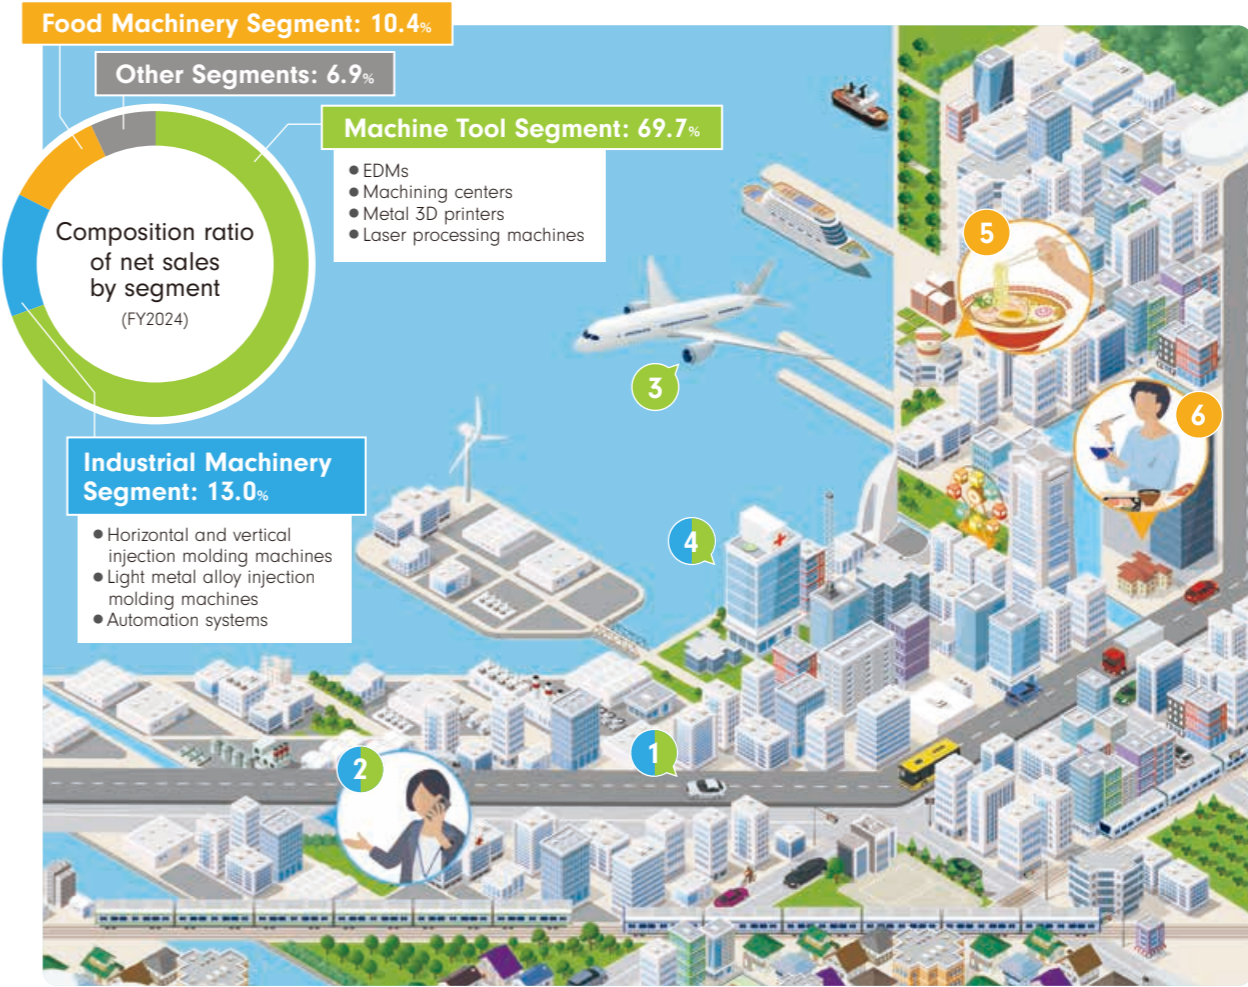 Food Machinery Segment: 10.4%
Other Segments: 6.9%
Machine Tool Segment: 69.7%
● EDMs
● Machining centers
● Metal 3D printers
● Laser processing machines
Composition ratio
of net sales
by segment
(FY2024)
Industrial Machinery
Segment: 13.0%
● Horizontal and vertical
injection molding machines
● Light metal alloy injection
molding machines
● Automation systems
5
3
6
4
1
2